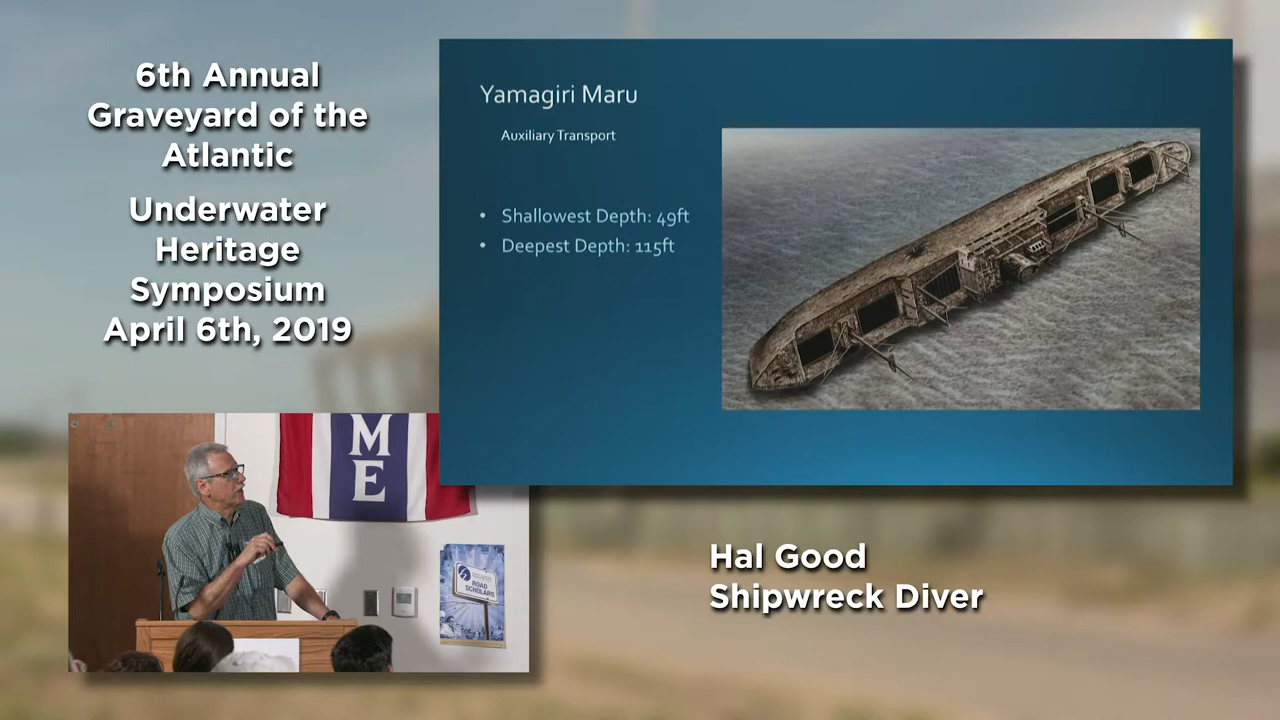 6th Annual
Graveyard of the
Atlantic
Underwater
Heritage
Symposium
April 6th, 2019
Yamagiri Maru
Auxiliary Transport
• Shallowest Depth: 49ft
• Deepest Depth: 115ft
M
E
ROAD
SCHOLARS
Hal Good
Shipwreck Diver